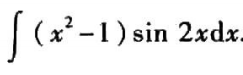 ∫ (x²-1) sin 2xdx.